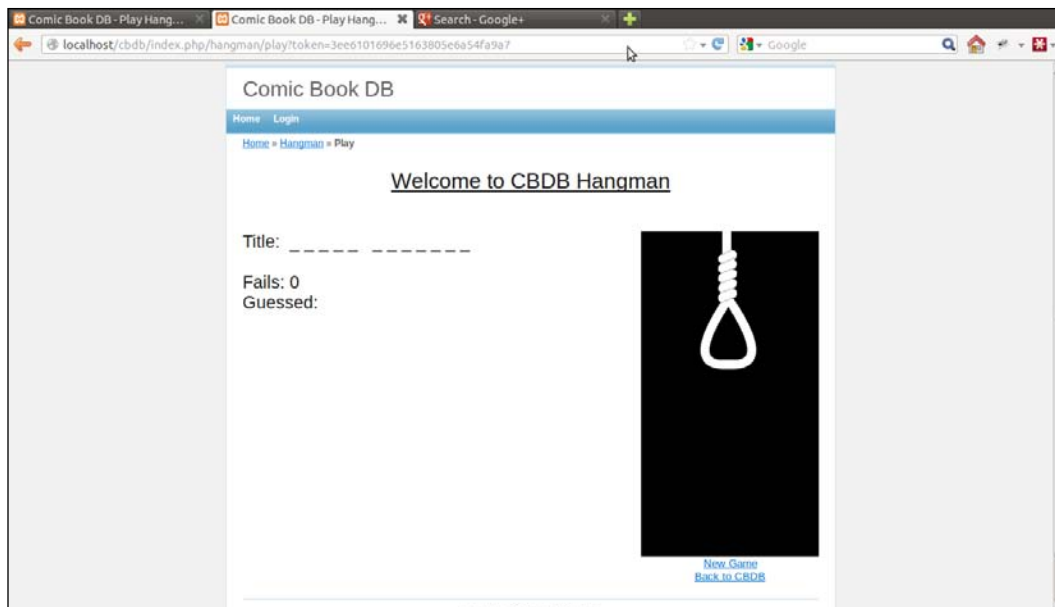 Comic Book DB - Play Hang... Comic Book DB - Play Hang... Search - Google+
localhost/cbdb/index.php/hangman/play?token=3ee6101696e5163805e6a54fa9a7 Google
Comic Book DB
Home Login
Home » Hangman » Play
Welcome to CBDB Hangman
Title: _ _ _ _ _ _ _ _ _ _ _ _
Fails: 0
Guessed:
New Game
Back to CBDB